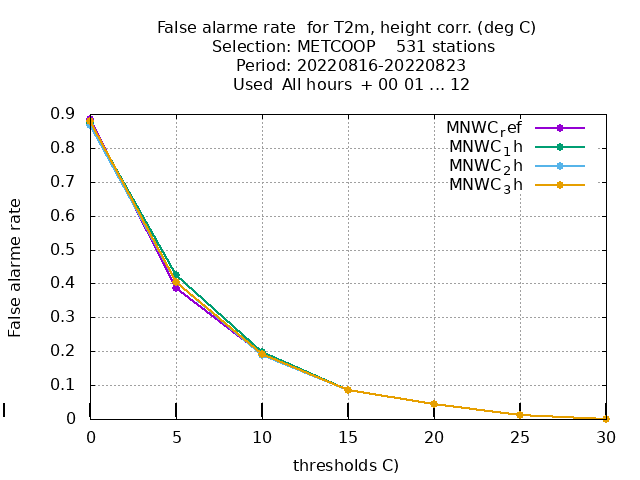 False alarme rate  for T2m, height corr. (deg C)
Selection: METCOOP    531 stations
Period: 20220816-20220823
Used  All hours  + 00 01 ... 12
MNWC_ref
MNWC_1h
MNWC_2h
MNWC_3h
False alarme rate
0.9
0.8
0.7
0.6
0.5
0.4
0.3
0.2
0.1
0
0 5 10 15 20 25 30
thresholds C)